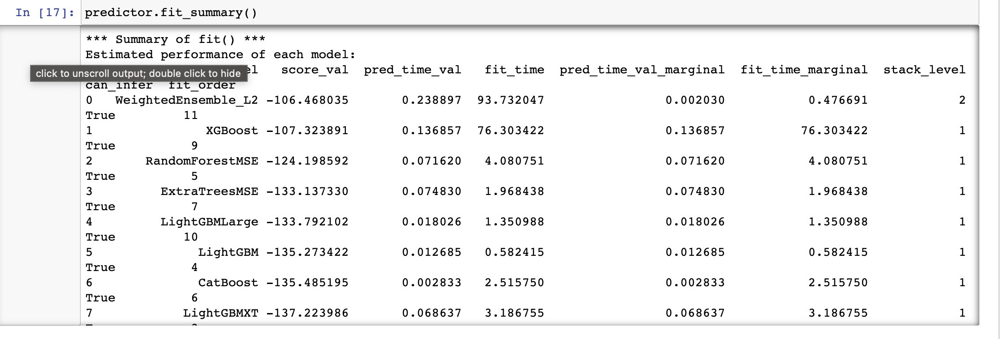 In [17]: predictor.fit_summary()
*** Summary of fit() ***
Estimated performance of each model:
click to unscroll output; double click to hide
score_val pred_time_val fit_time pred_time_val_marginal fit_time_marginal stack_level
can_infer fit_order
0 WeightedEnsemble_L2 -106.468035 0.238897 93.732047 0.002030 0.476691 2
True 11
1 XGBoost -107.323891 0.136857 76.303422 0.136857 76.303422 1
True 9
2 RandomForestMSE -124.198592 0.071620 4.080751 0.071620 4.080751 1
True 5
3 ExtraTreesMSE -133.137330 0.074830 1.968438 0.074830 1.968438 1
True 7
4 LightGBMLarge -133.792102 0.018026 1.350988 0.018026 1.350988 1
True 10
5 LightGBM -135.273422 0.012685 0.582415 0.012685 0.582415 1
True 4
6 CatBoost -135.485195 0.002833 2.515750 0.002833 2.515750 1
True 6
7 LightGBMXT -137.223986 0.068637 3.186755 0.068637 3.186755 1